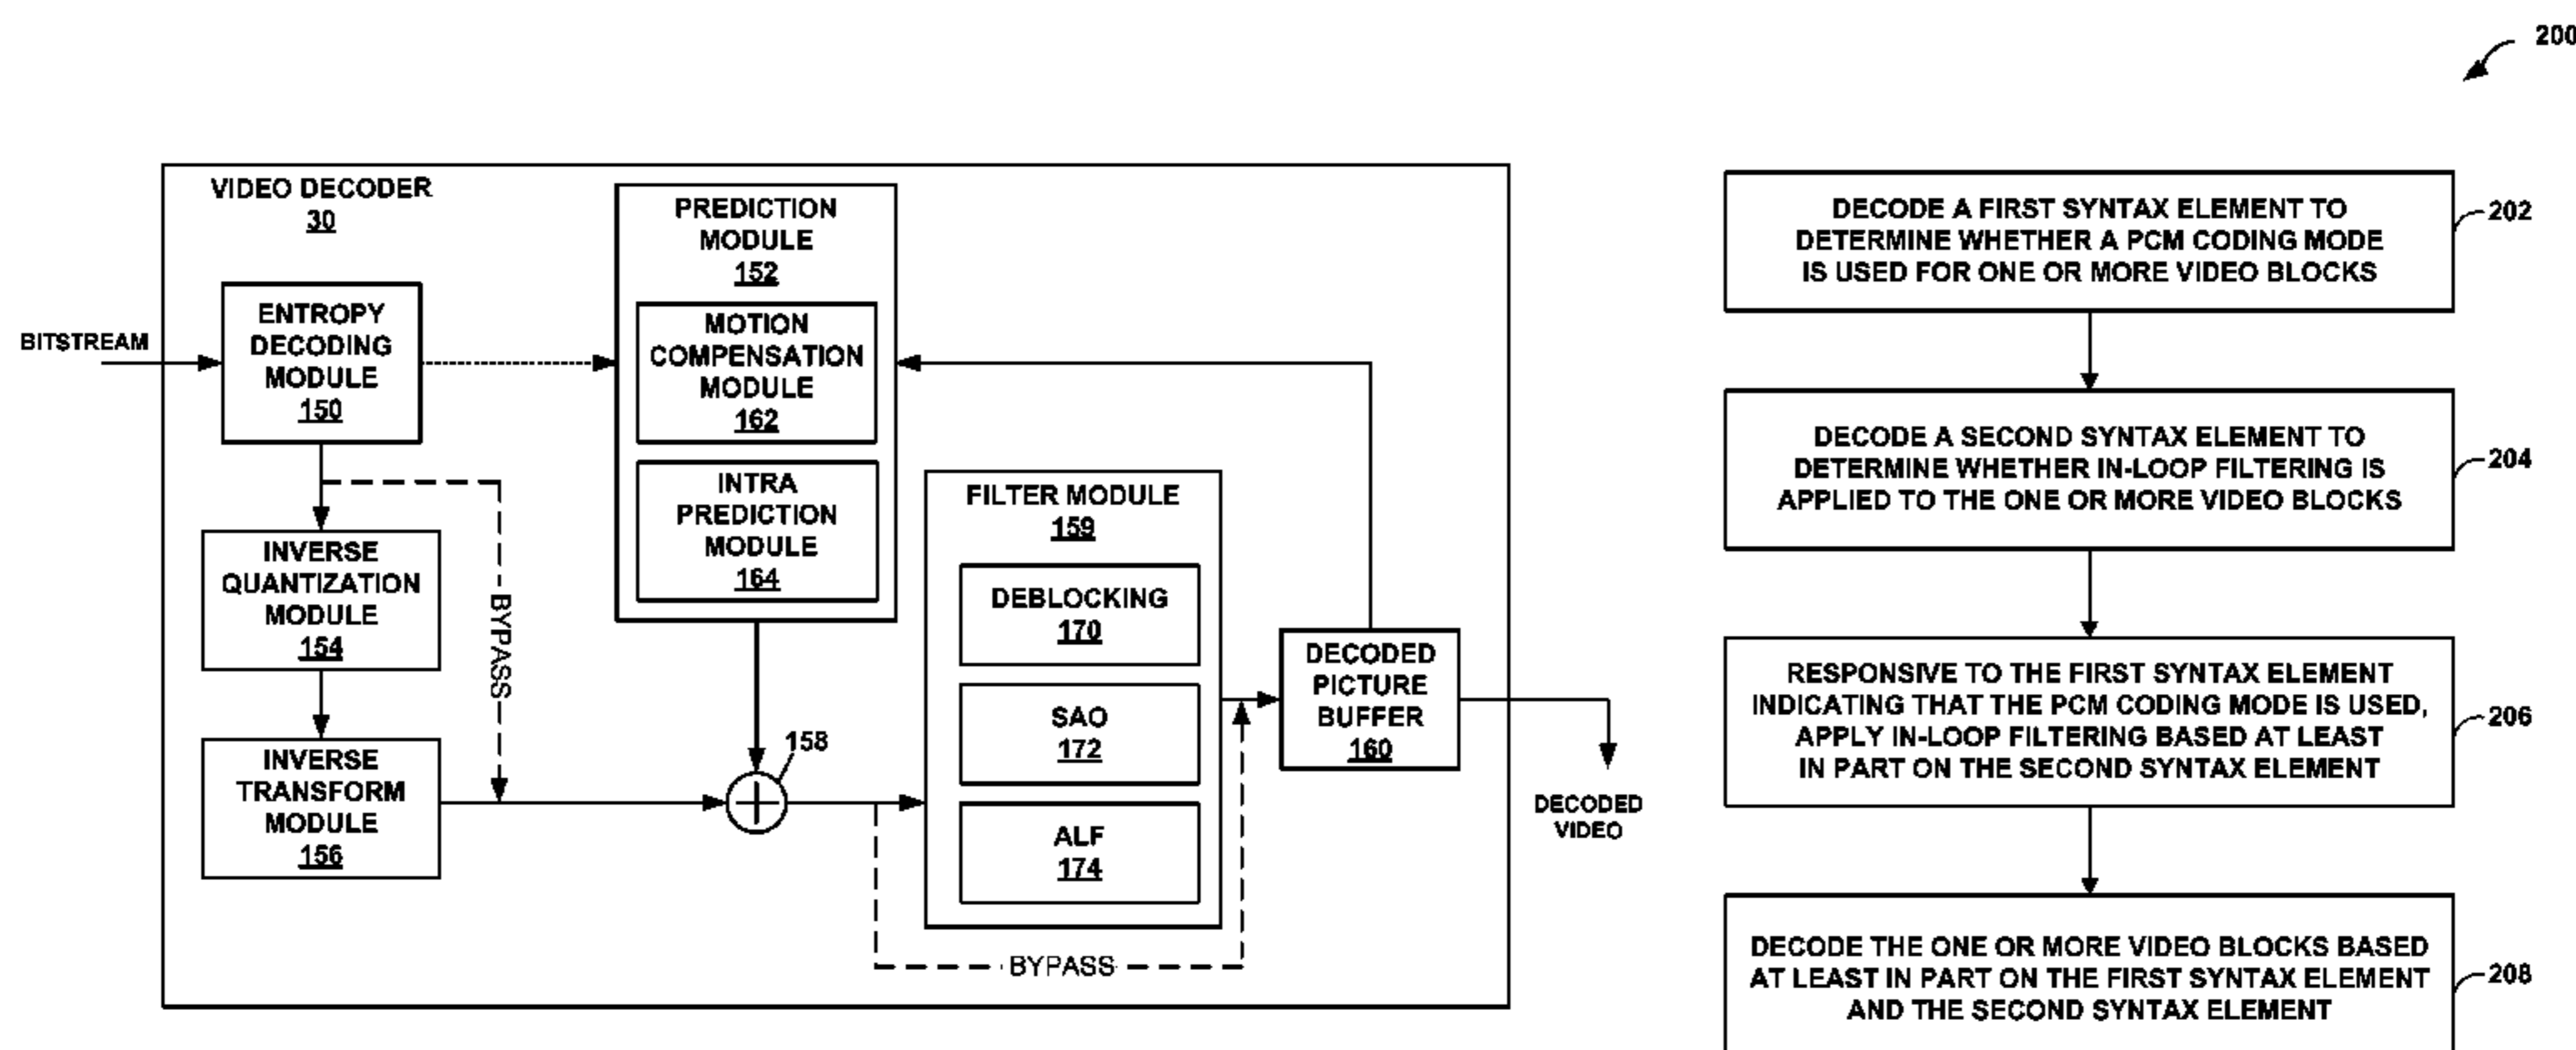 200
VIDEO DECODER
30
BITSTREAM
ENTROPY
DECODING
MODULE
150
INVERSE
QUANTIZATION
MODULE
154
INVERSE
TRANSFORM
MODULE
156
BYPASS
PREDICTION
MODULE
152
MOTION
COMPENSATION
MODULE
162
INTRA
PREDICTION
MODULE
164
158
FILTER MODULE
159
DEBLOCKING
170
SAO
172
ALF
174
BYPASS
DECODED
PICTURE
BUFFER
160
DECODED
VIDEO
DECODE A FIRST SYNTAX ELEMENT TO
DETERMINE WHETHER A PCM CODING MODE
IS USED FOR ONE OR MORE VIDEO BLOCKS
202
DECODE A SECOND SYNTAX ELEMENT TO
DETERMINE WHETHER IN-LOOP FILTERING IS
APPLIED TO THE ONE OR MORE VIDEO BLOCKS
204
RESPONSIVE TO THE FIRST SYNTAX ELEMENT
INDICATING THAT THE PCM CODING MODE IS USED,
APPLY IN-LOOP FILTERING BASED AT LEAST
IN PART ON THE SECOND SYNTAX ELEMENT
206
DECODE THE ONE OR MORE VIDEO BLOCKS BASED
AT LEAST IN PART ON THE FIRST SYNTAX ELEMENT
AND THE SECOND SYNTAX ELEMENT
208